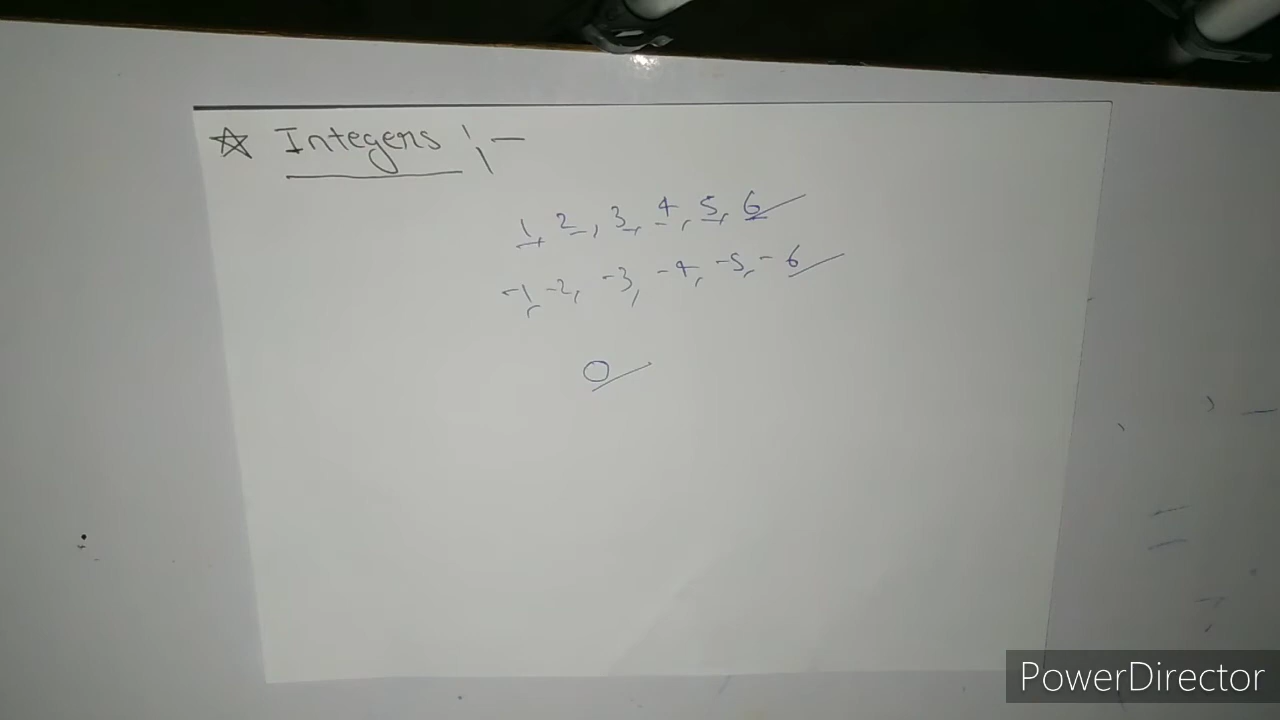 ☆ Integers :-
1, 2, 3, 4, 5, 6
-1, -2, -3, -4, -5, -6
0
PowerDirector